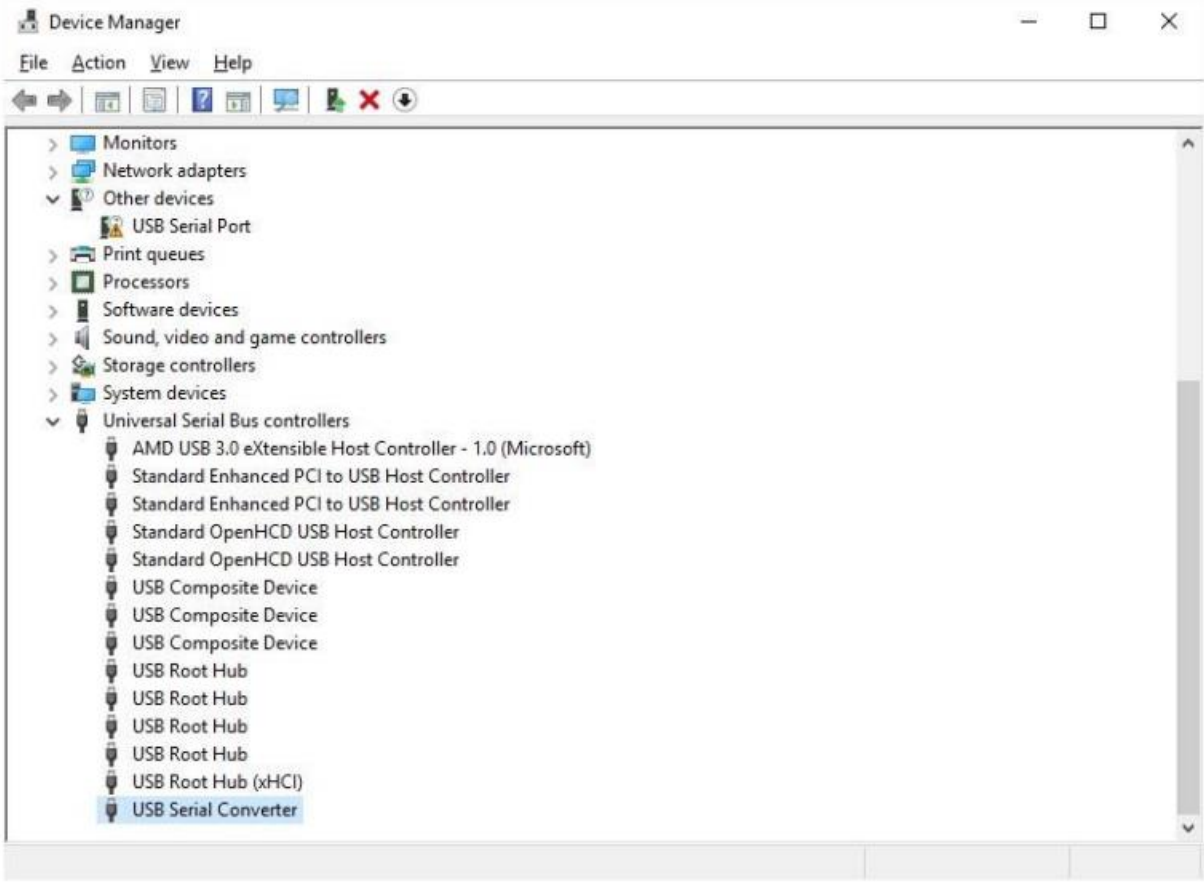 Device Manager
File Action View Help
Monitors
Network adapters
Other devices
USB Serial Port
Print queues
Processors
Software devices
Sound, video and game controllers
Storage controllers
System devices
Universal Serial Bus controllers
AMD USB 3.0 eXtensible Host Controller - 1.0 (Microsoft)
Standard Enhanced PCI to USB Host Controller
Standard Enhanced PCI to USB Host Controller
Standard OpenHCD USB Host Controller
Standard OpenHCD USB Host Controller
USB Composite Device
USB Composite Device
USB Composite Device
USB Root Hub
USB Root Hub
USB Root Hub
USB Root Hub
USB Root Hub (xHCI)
USB Serial Converter